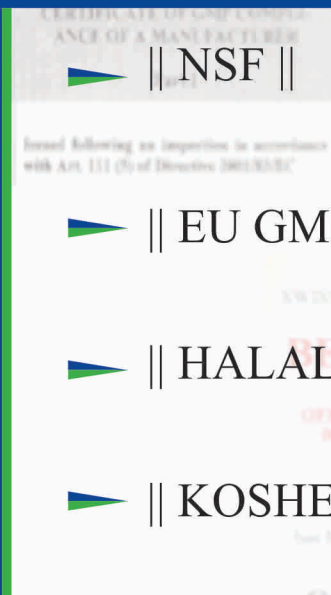 CERTIFICATE OF GMP COMPLI
ANCE OF A MANUFACTURER
|| NSF ||
Issued following an inspection in accordance
with Art. 111 (5) of Directive 2001/83/EC
|| EU GM
|| HALAL
|| KOSHE